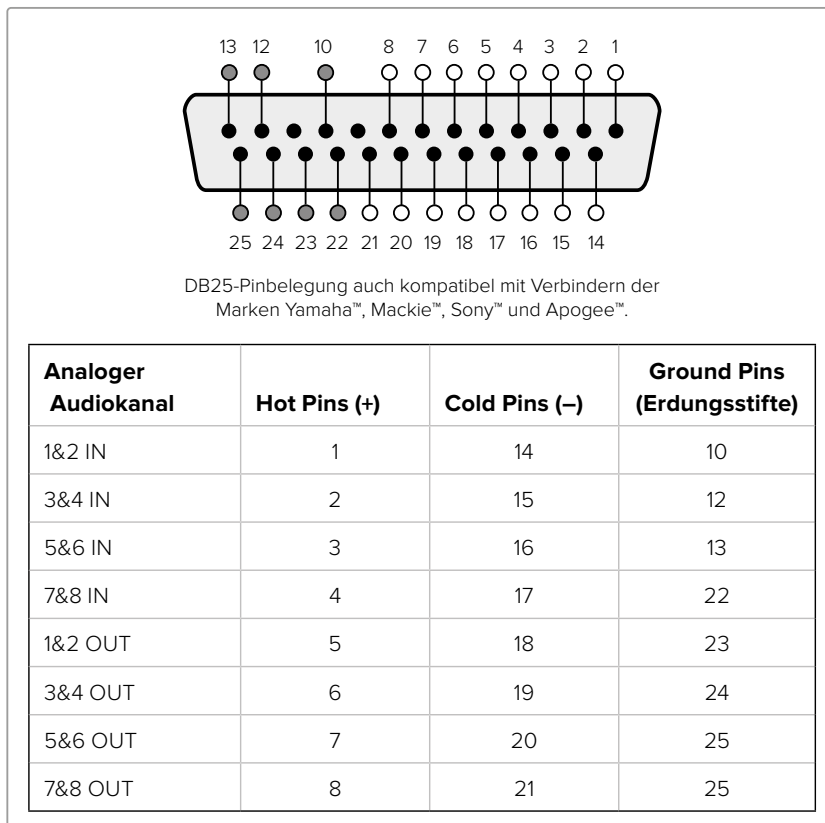 13 12 10 8 7 6 5 4 3 2 1
25 24 23 22 21 20 19 18 17 16 15 14
DB25-Pinbelegung auch kompatibel mit Verbindern der
Marken Yamaha™, Mackie™, Sony™ und Apogee™.
Analoger
Audiokanal Hot Pins (+) Cold Pins (–) Ground Pins
(Erdungsstifte)
1&2 IN 1 14 10
3&4 IN 2 15 12
5&6 IN 3 16 13
7&8 IN 4 17 22
1&2 OUT 5 18 23
3&4 OUT 6 19 24
5&6 OUT 7 20 25
7&8 OUT 8 21 25